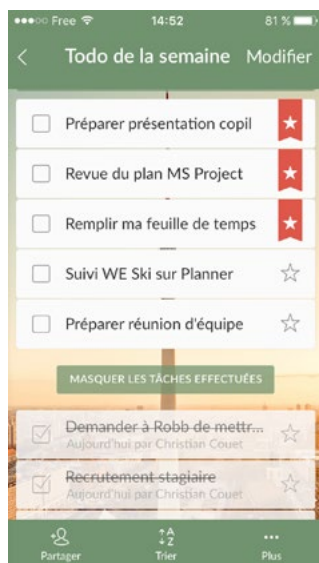 Free 14:52 81 %
Todo de la semaine Modifier
Préparer présentation copil
Revue du plan MS Project
Remplir ma feuille de temps
Suivi WE Ski sur Planner
Préparer réunion d'équipe
MASQUER LES TÂCHES EFFECTUÉES
Demander à Robb de mettr...
Aujourd'hui par Christian Couet
Recrutement stagiaire
Aujourd'hui par Christian Couet
Partager Trier Plus